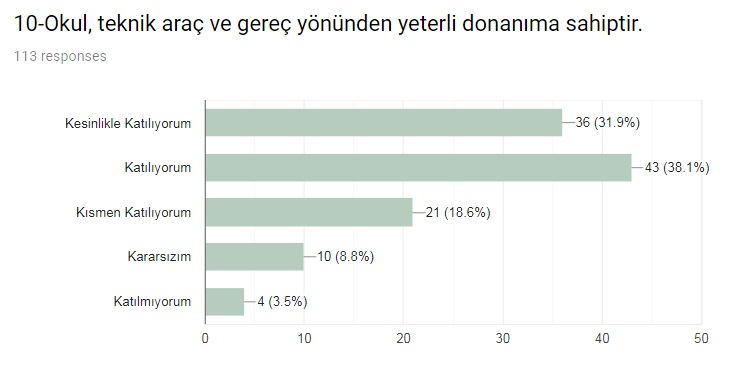 10-Okul, teknik araç ve gereç yönünden yeterli donanıma sahiptir.
113 responses
Kesinlikle Katılıyorum 36 (31.9%)
Katılıyorum 43 (38.1%)
Kısmen Katılıyorum 21 (18.6%)
Kararsızım 10 (8.8%)
Katılmıyorum 4 (3.5%)
0 10 20 30 40 50